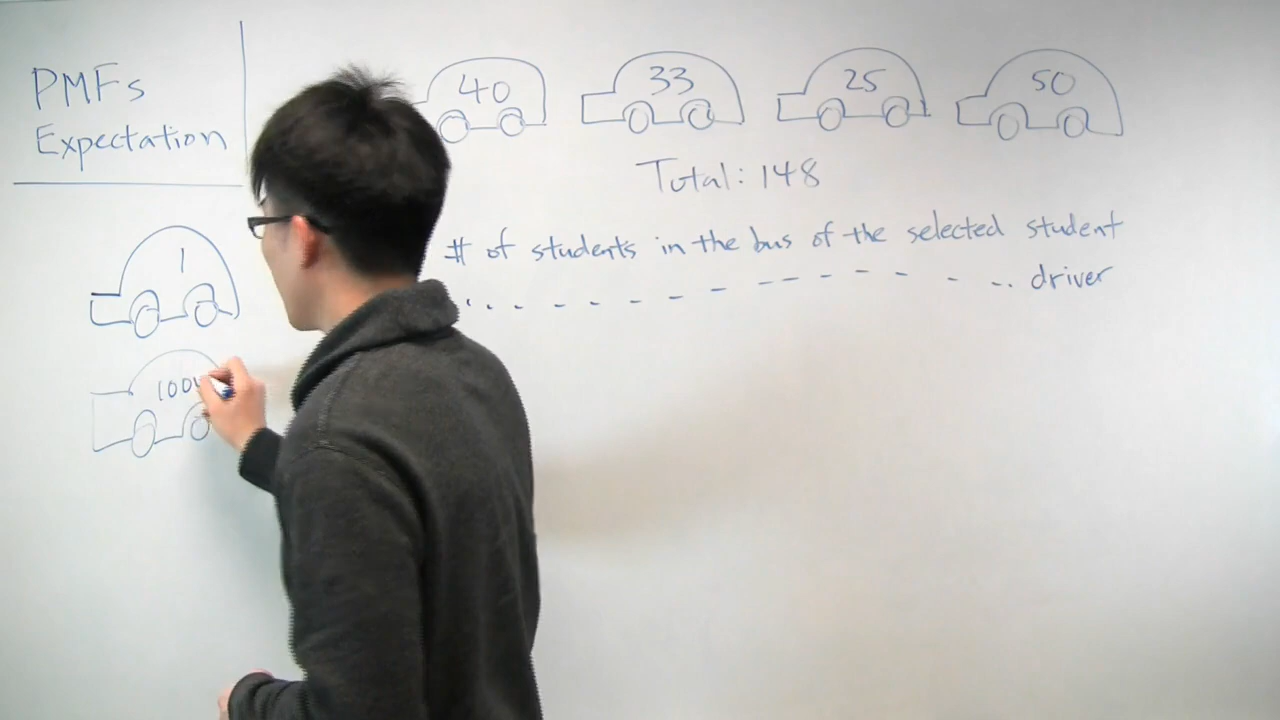 PMFs
Expectation
40 33 25 50
Total: 148
# of students in the bus of the selected student
driver
1
100